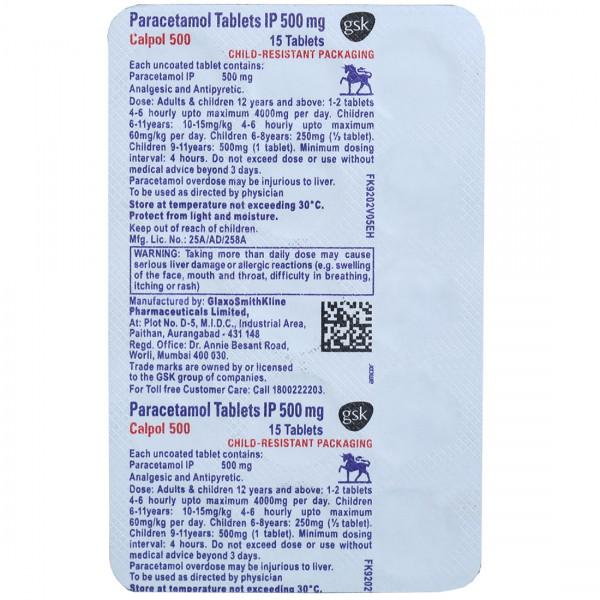 Paracetamol Tablets IP 500 mg
gsk
Calpol 500 15 Tablets
CHILD-RESISTANT PACKAGING
Each uncoated tablet contains:
Paracetamol IP 500 mg
Analgesic and Antipyretic.
Dose: Adults & children 12 years and above: 1-2 tablets
4-6 hourly upto maximum 4000mg per day. Children
6-11years: 10-15mg/kg 4-6 hourly upto maximum
60mg/kg per day. Children 6-8years: 250mg (½ tablet).
Children 9-11years: 500mg (1 tablet). Minimum dosing
interval: 4 hours. Do not exceed dose or use without
medical advice beyond 3 days.
Paracetamol overdose may be injurious to liver.
To be used as directed by physician
Store at temperature not exceeding 30°C.
Protect from light and moisture.
Keep out of reach of children.
Mfg. Lic. No.: 25A/AD/258A
FK9202V05EH
WARNING: Taking more than daily dose may cause
serious liver damage or allergic reactions (e.g. swelling
of the face, mouth and throat, difficulty in breathing,
itching or rash)
Manufactured by: GlaxoSmithKline
Pharmaceuticals Limited,
At: Plot No. D-5, M.I.D.C., Industrial Area,
Paithan, Aurangabad - 431 148
Regd. Office: Dr. Annie Besant Road,
Worli, Mumbai 400 030.
Trade marks are owned by or licensed
to the GSK group of companies.
For Toll free Customer Care: Call 1800222203.
Paracetamol Tablets IP 500 mg
gsk
Calpol 500 15 Tablets
CHILD-RESISTANT PACKAGING
Each uncoated tablet contains:
Paracetamol IP 500 mg
Analgesic and Antipyretic.
Dose: Adults & children 12 years and above: 1-2 tablets
4-6 hourly upto maximum 4000mg per day. Children
6-11years: 10-15mg/kg 4-6 hourly upto maximum
60mg/kg per day. Children 6-8years: 250mg (½ tablet).
Children 9-11years: 500mg (1 tablet). Minimum dosing
interval: 4 hours. Do not exceed dose or use without
medical advice beyond 3 days.
Paracetamol overdose may be injurious to liver.
To be used as directed by physician
Store at temperature not exceeding 30°C.
FK9202